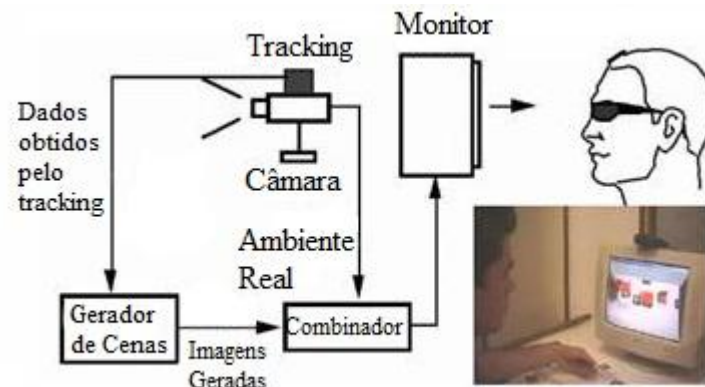 Monitor
Tracking
Dados
obtidos
pelo
tracking
Câmara
Ambiente
Real
Gerador
de Cenas
Imagens
Geradas
Combinador